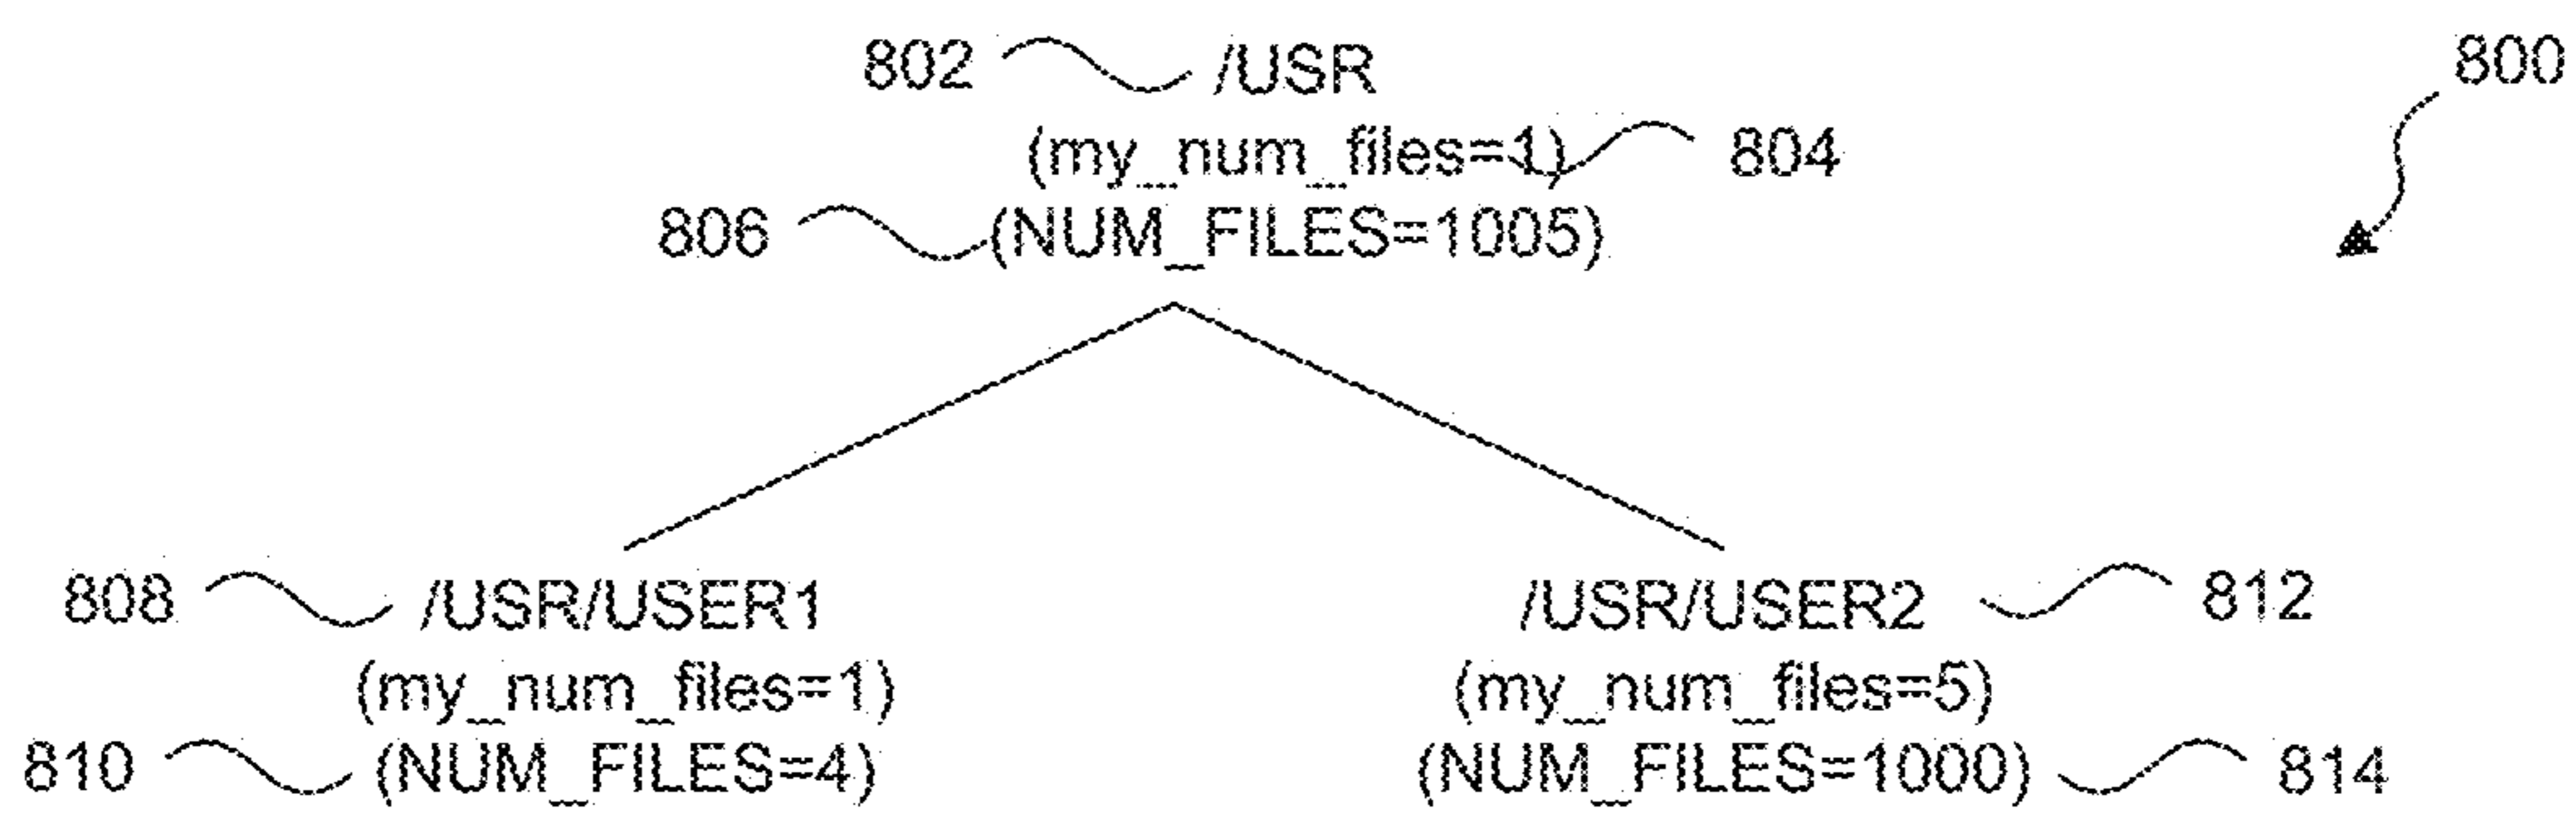 802 /USR 800
(my_num_files=1) 804
806 (NUM_FILES=1005)
808 /USR/USER1 /USR/USER2 812
(my_num_files=1) (my_num_files=5)
810 (NUM_FILES=4) (NUM_FILES=1000) 814